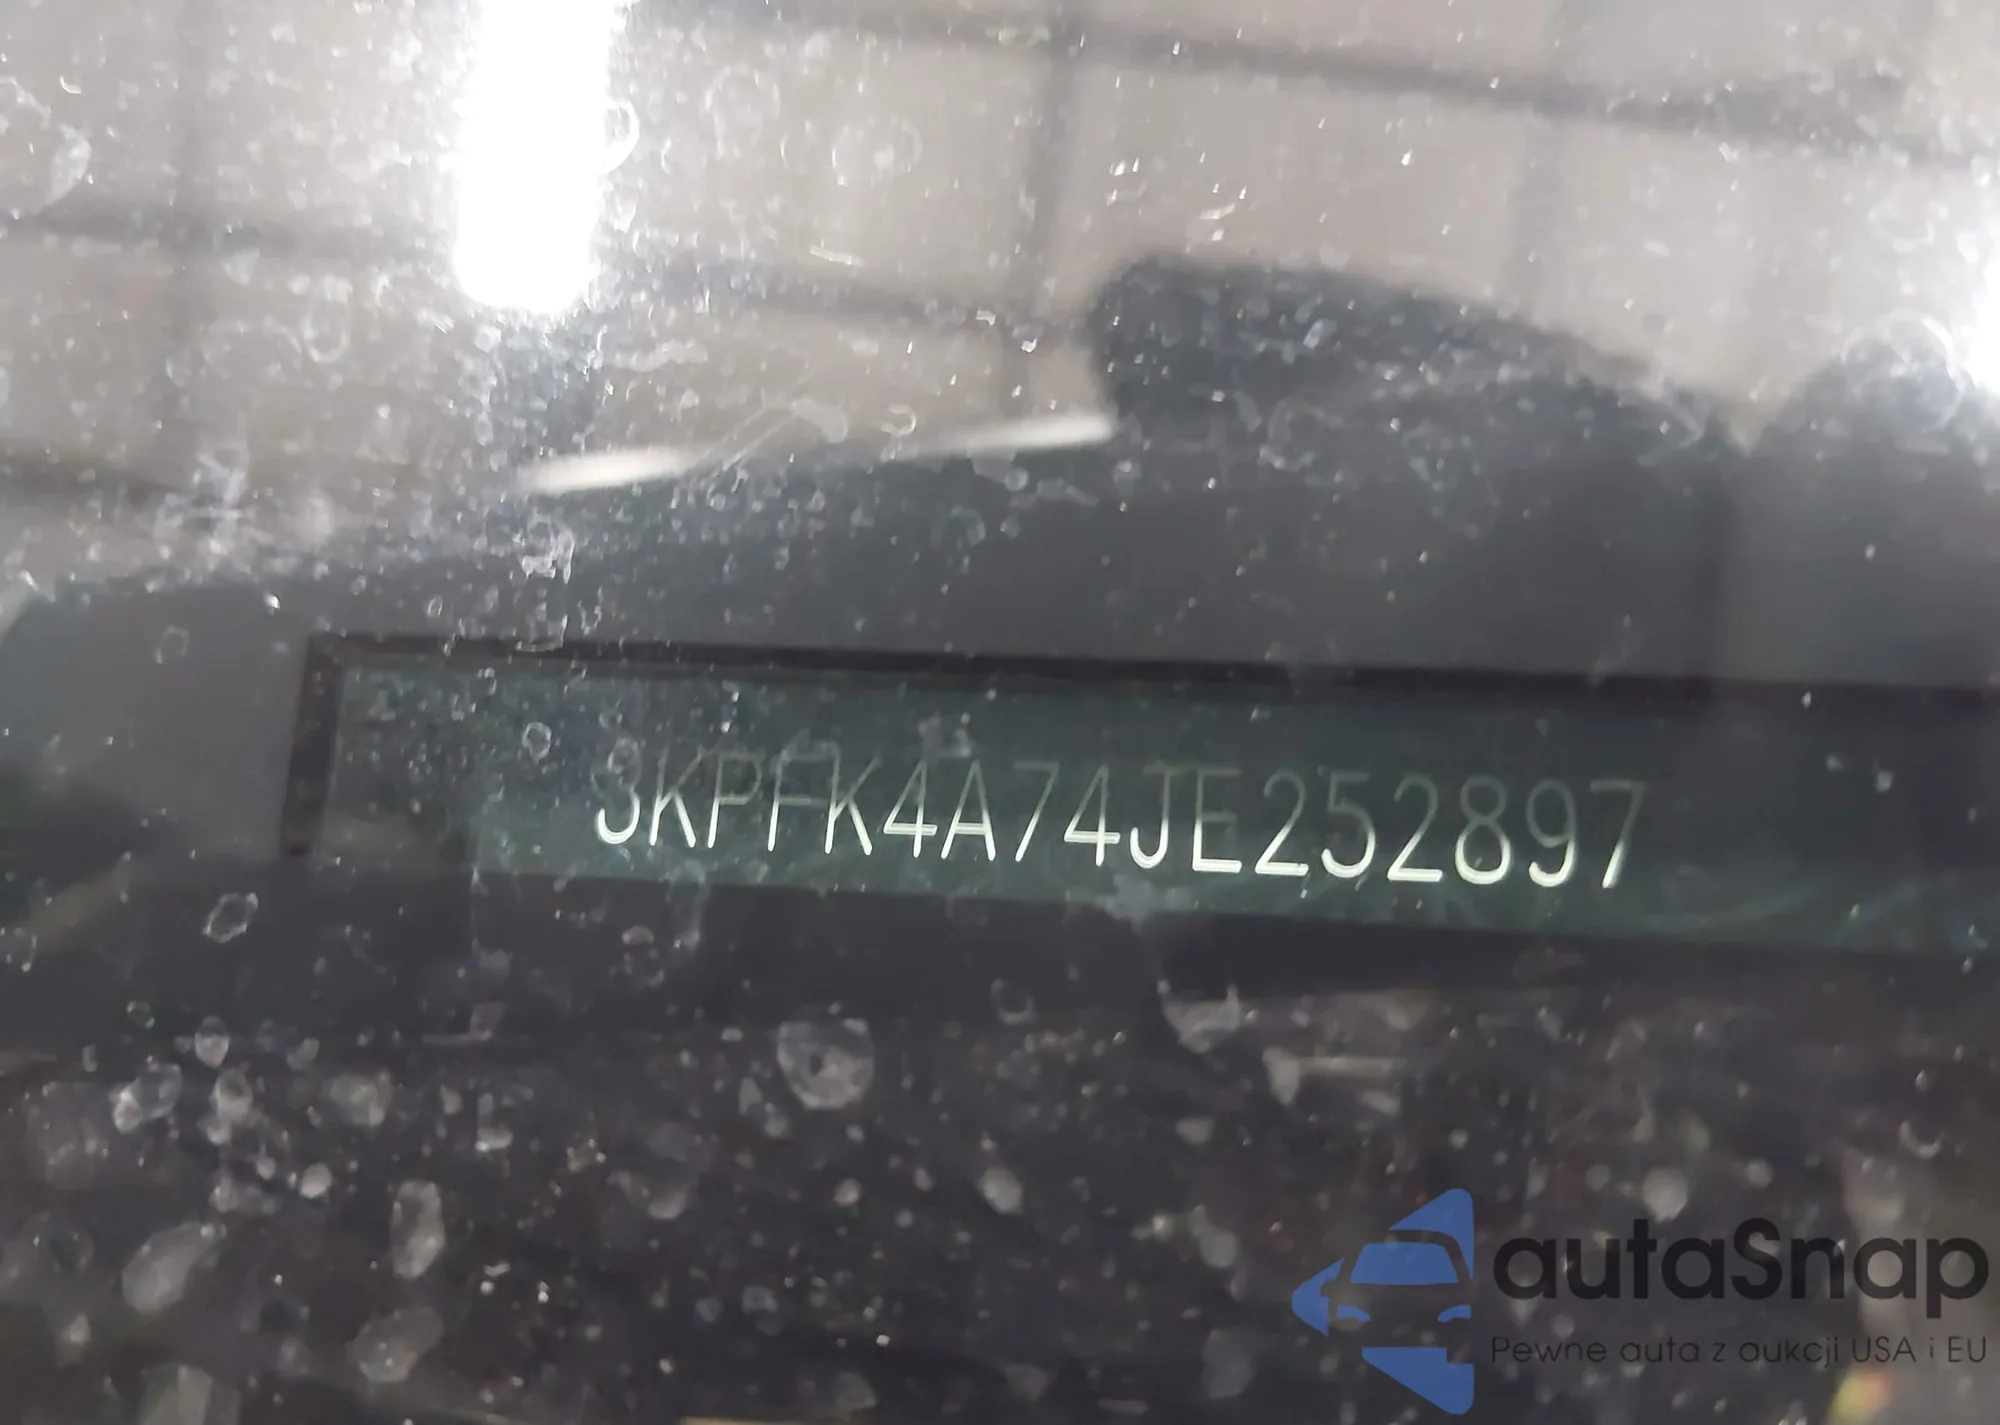 3KPFK4A74JE252897
autaSnap
Pewne auta z aukcji USA i EU